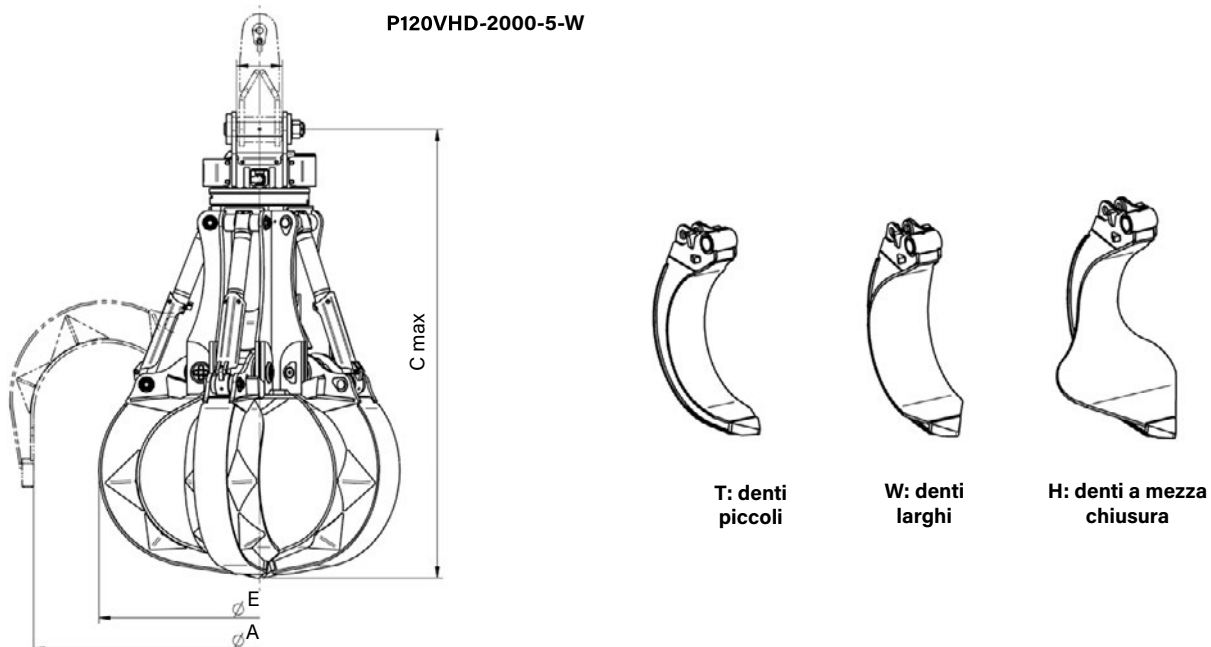 P120VHD-2000-5-W
C max
⌀ E
⌀ A
T: denti
piccoli
W: denti
larghi
H: denti a mezza
chiusura